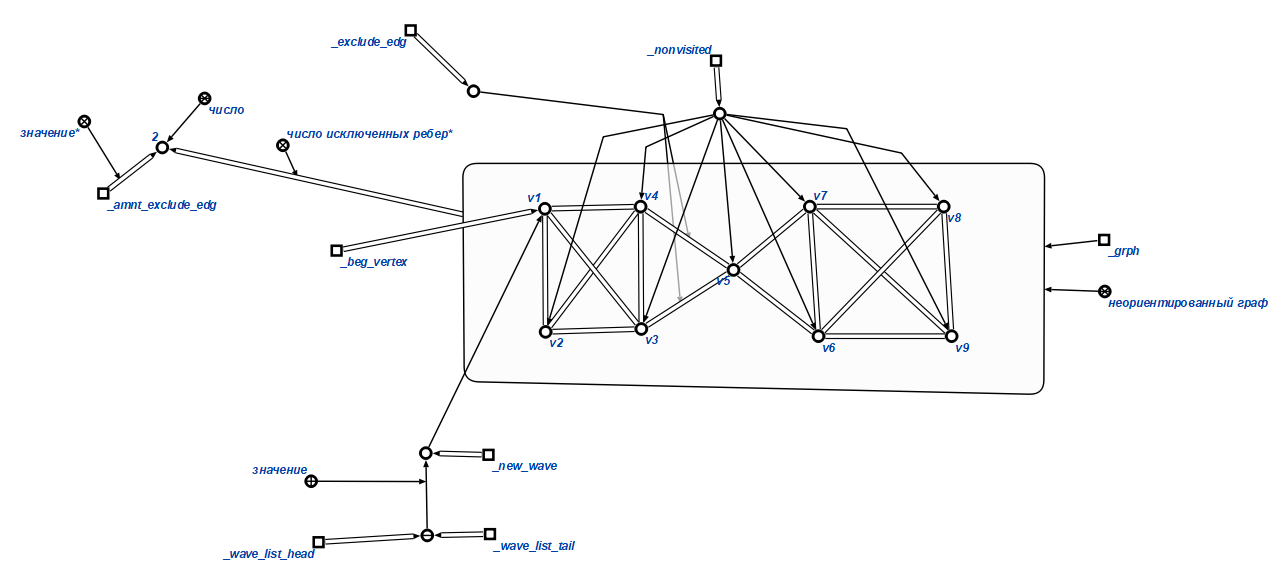 _exclude_edg
_nonvisited
число
значение*
2
число исключенных ребер*
_amnt_exclude_edg
v1
v4
v7
v8
_beg_vertex
_grph
v5
неориентированный граф
v2
v3
v6
v9
_new_wave
значение
_wave_list_head
_wave_list_tail